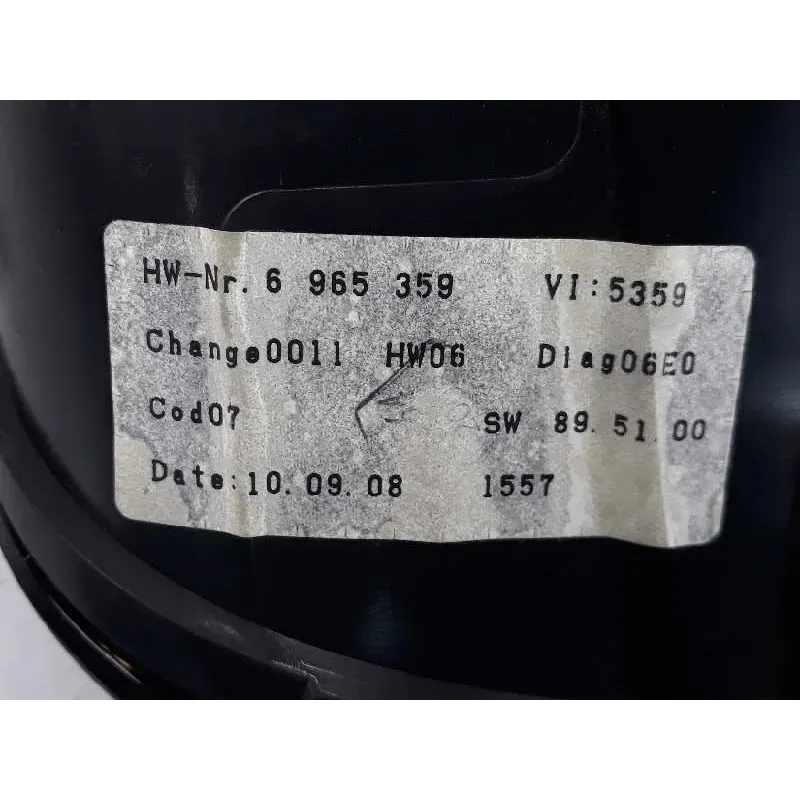 HW-Nr. 6 965 359 VI:5359
Change0011 HW06 Diag06E0
Cod07 SW 89.51.00
Date:10.09.08 1557